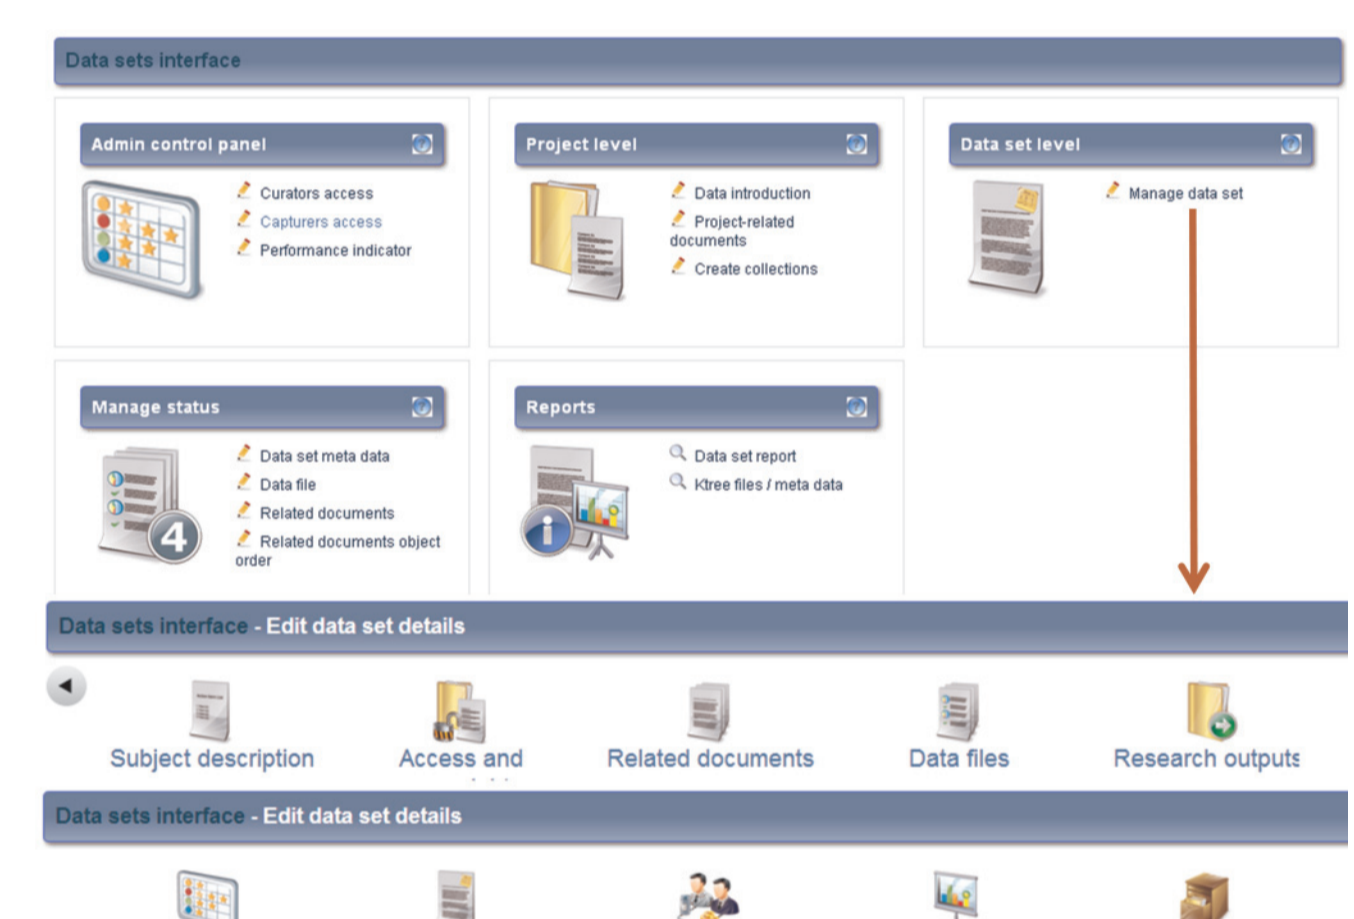 Data sets interface
Admin control panel
Curators access
Capturers access
Performance indicator
Project level
Data introduction
Project-related
documents
Create collections
Data set level
Manage data set
Manage status
Data set meta data
Data file
Related documents
Related documents object
order
4
Reports
Data set report
Ktree files / meta data
i
Data sets interface - Edit data set details
Subject description
Access and
Related documents
Data files
Research outputs
Data sets interface - Edit data set details